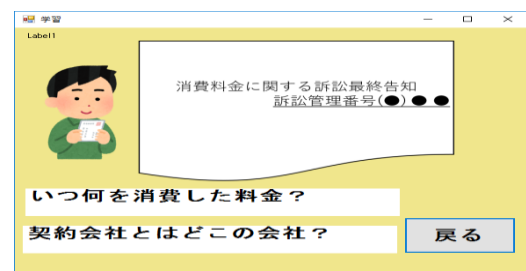 学習
Label1
消費料金に関する訴訟最終告知
訴訟管理番号(●)●●
いつ何を消費した料金？
契約会社とはどこの会社？
戻る